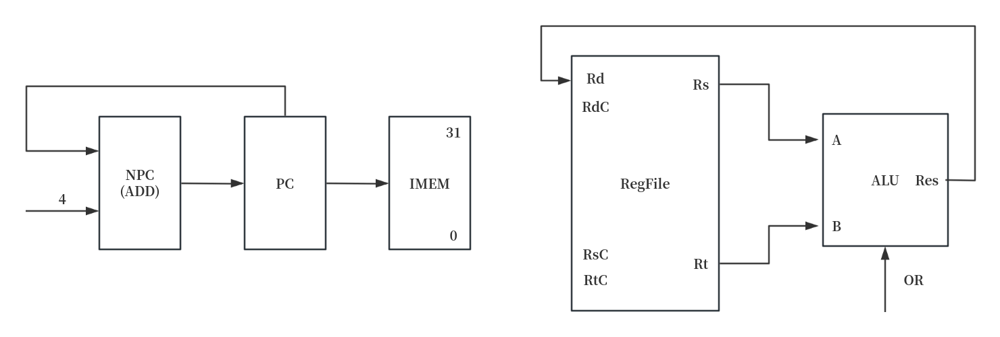 4
NPC
(ADD)
PC
31
IMEM
0
Rd
RdC
Rs
RegFile
RsC
RtC
Rt
A
ALU
Res
B
OR